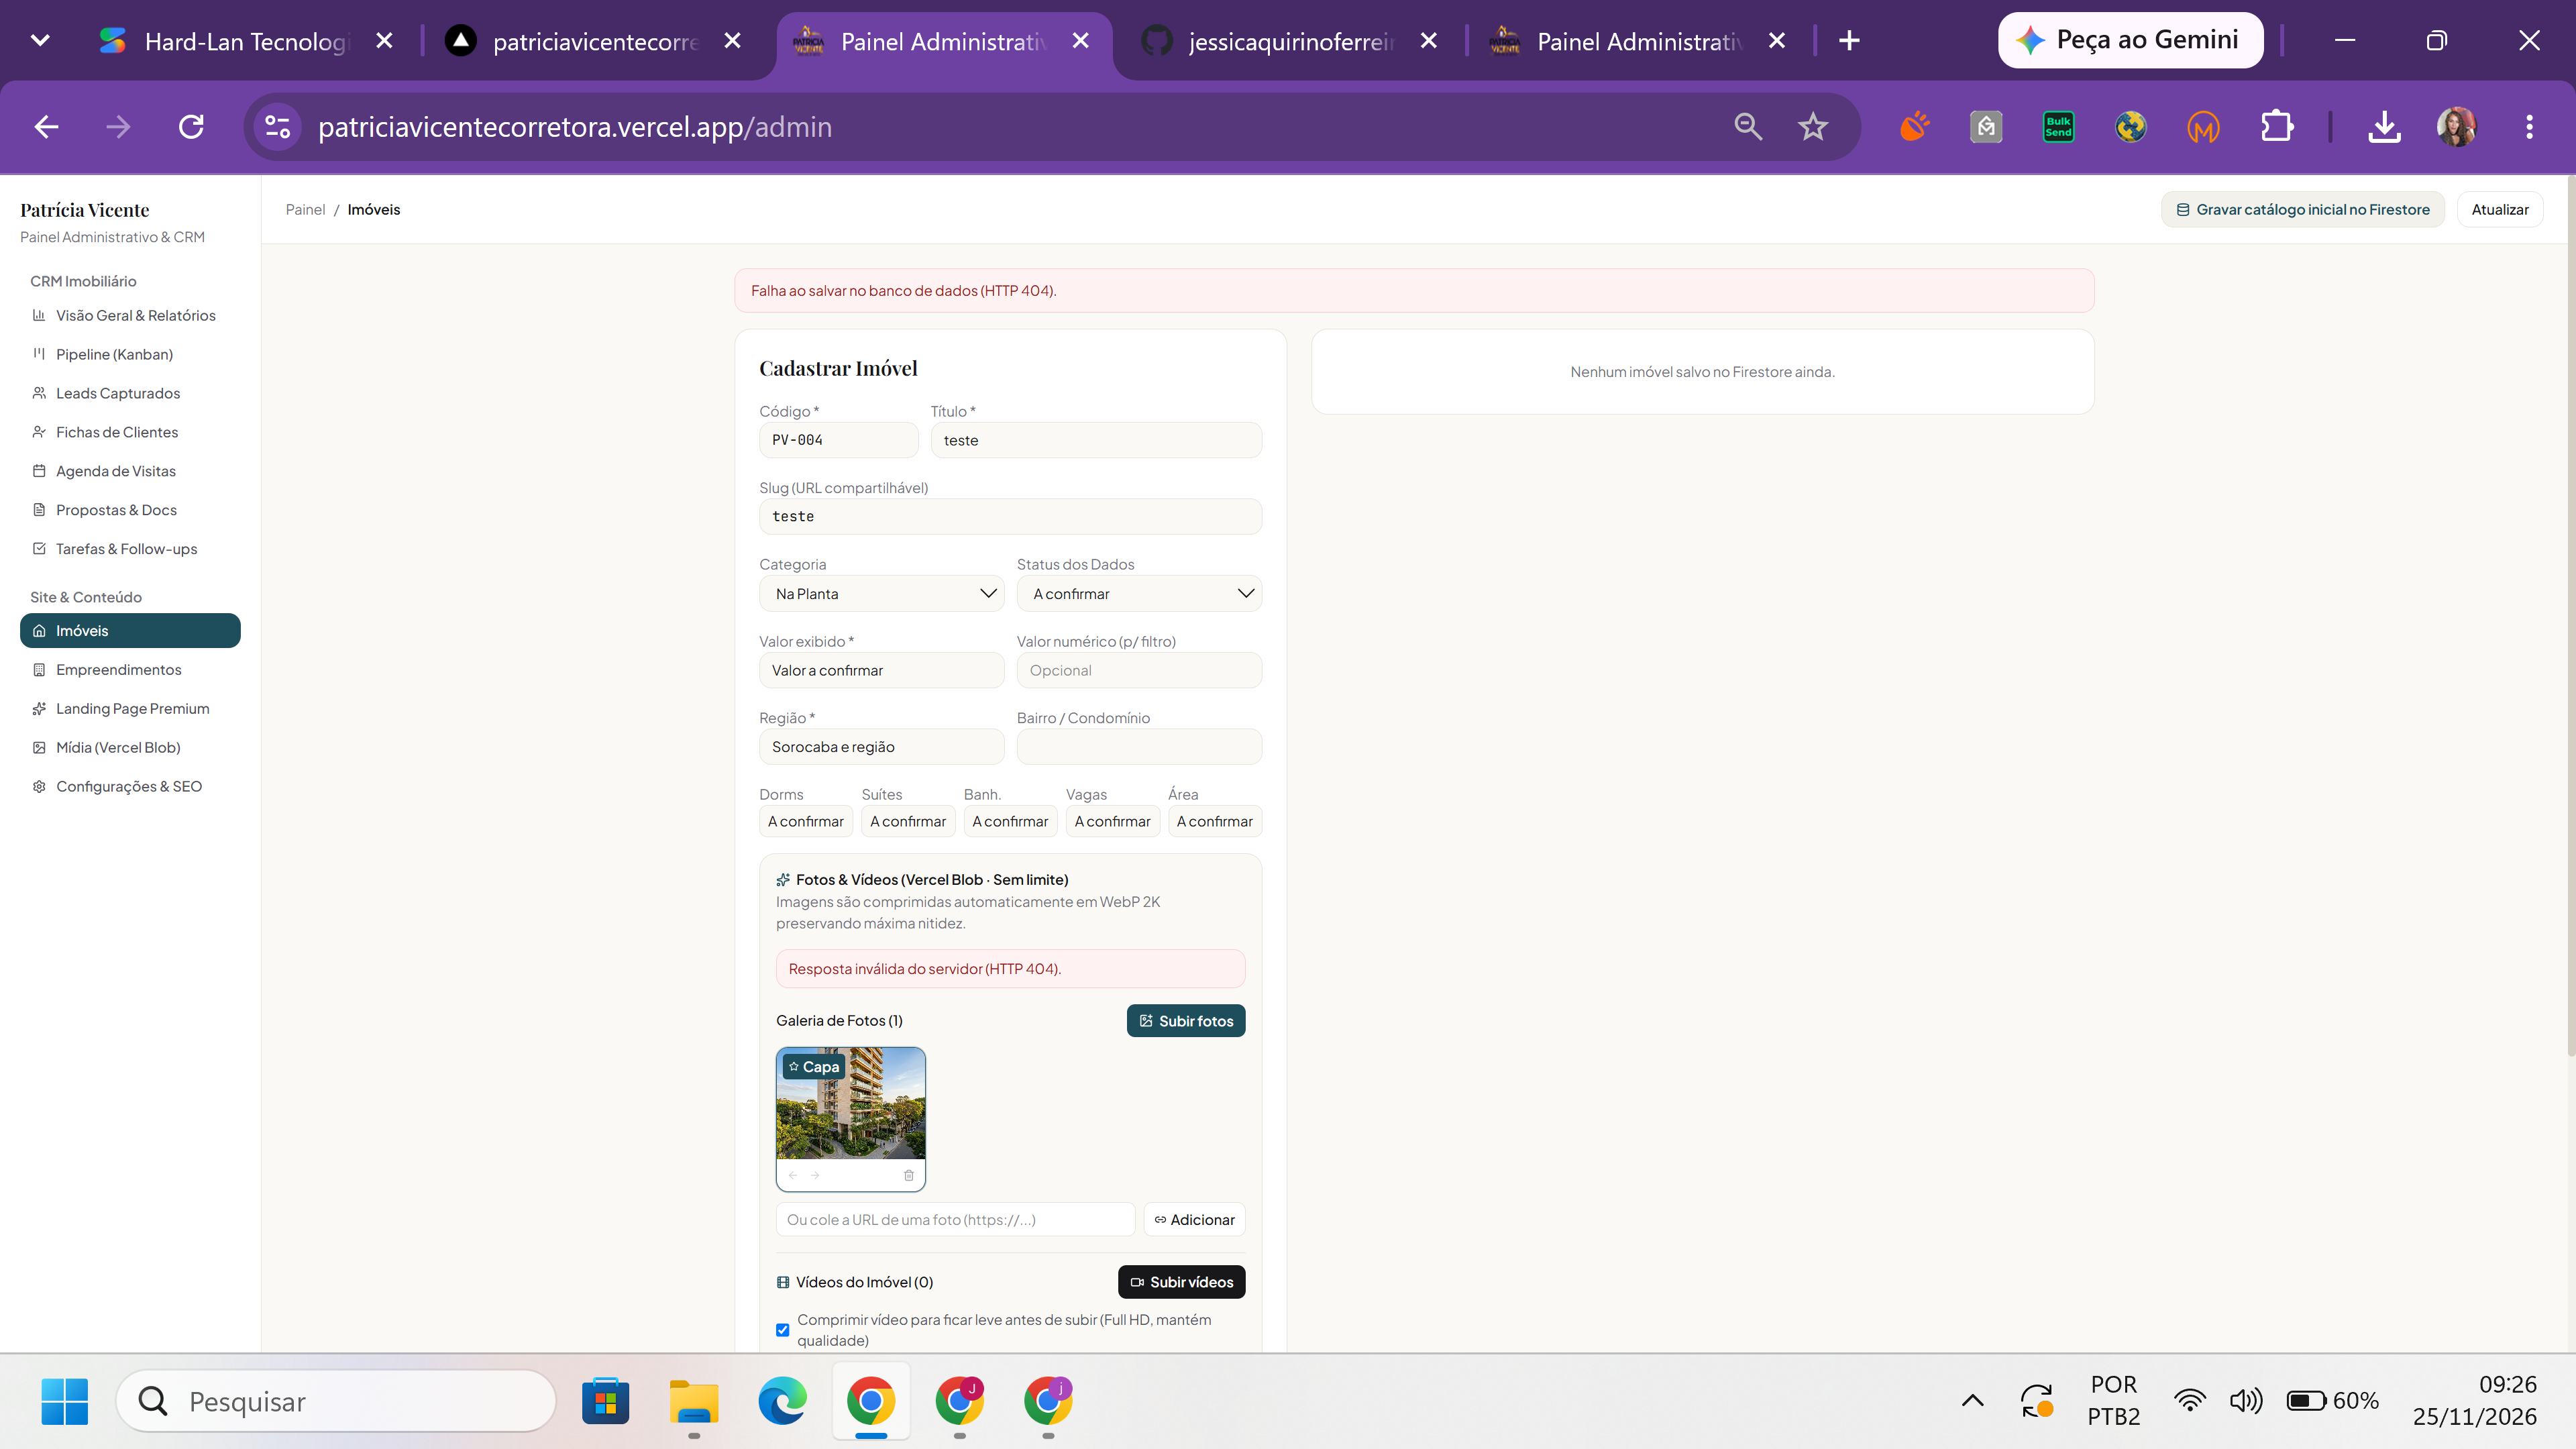 Hard-Lan Tecnologi
patriciavicentecorre
Painel Administrativ
jessicaquirinoferreir
Painel Administrativ
Peça ao Gemini
patriciavicentecorretora.vercel.app/admin
Bulk Send
Patrícia Vicente
Painel Administrativo & CRM
CRM Imobiliário
Visão Geral & Relatórios
Pipeline (Kanban)
Leads Capturados
Fichas de Clientes
Agenda de Visitas
Propostas & Docs
Tarefas & Follow-ups
Site & Conteúdo
Imóveis
Empreendimentos
Landing Page Premium
Mídia (Vercel Blob)
Configurações & SEO
Painel / Imóveis
Gravar catálogo inicial no Firestore
Atualizar
Falha ao salvar no banco de dados (HTTP 404).
Cadastrar Imóvel
Código * Título *
PV-004 teste
Slug (URL compartilhável)
teste
Categoria Status dos Dados
Na Planta A confirmar
Valor exibido * Valor numérico (p/ filtro)
Valor a confirmar Opcional
Região * Bairro / Condomínio
Sorocaba e região
Dorms Suítes Banh. Vagas Área
A confirmar A confirmar A confirmar A confirmar A confirmar
Fotos & Vídeos (Vercel Blob · Sem limite)
Imagens são comprimidas automaticamente em WebP 2K
preservando máxima nitidez.
Resposta inválida do servidor (HTTP 404).
Galeria de Fotos (1) Subir fotos
Capa
Ou cole a URL de uma foto (https://...) Adicionar
Vídeos do Imóvel (0) Subir vídeos
Comprimir vídeo para ficar leve antes de subir (Full HD, mantém
qualidade)
Nenhum imóvel salvo no Firestore ainda.
Pesquisar
POR
PTB2
60%
09:26
25/11/2026